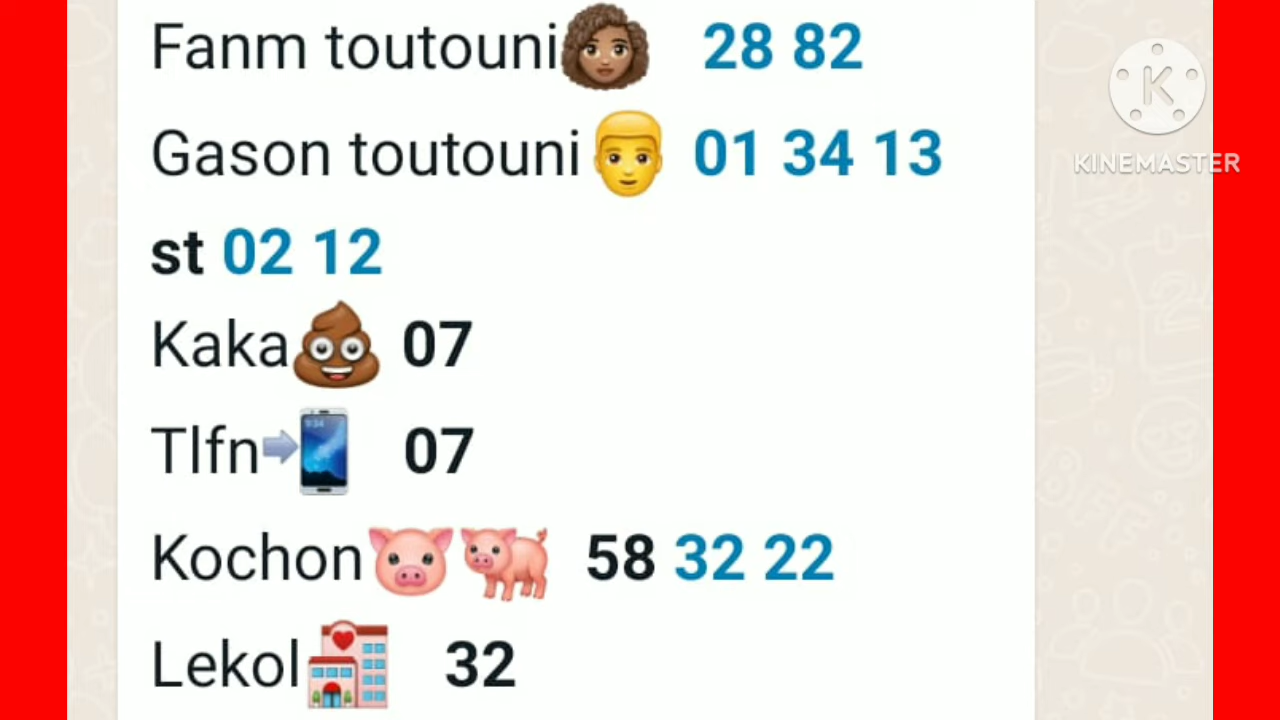 Fanm toutouni 28 82
Gason toutouni 01 34 13
st 02 12
Kaka 07
Tlfn 07
Kochon 58 32 22
Lekol 32
K
KINEMASTER